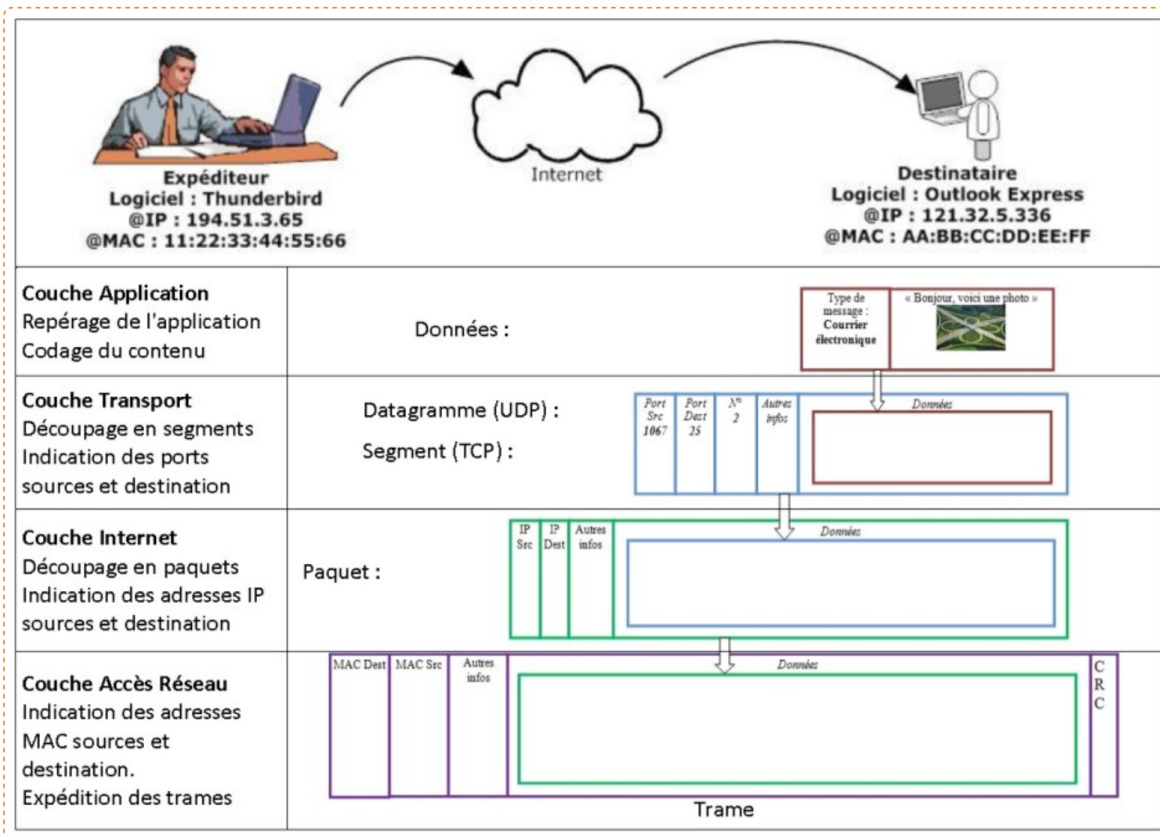 Internet
Expéditeur
Logiciel : Thunderbird
@IP : 194.51.3.65
@MAC : 11:22:33:44:55:66
Destinataire
Logiciel : Outlook Express
@IP : 121.32.5.336
@MAC : AA:BB:CC:DD:EE:FF
Couche Application
Repérage de l'application
Codage du contenu
Données :
Type de
message :
Courrier
électronique
« Bonjour, voici une photo »
Couche Transport
Découpage en segments
Indication des ports
sources et destination
Datagramme (UDP) :
Segment (TCP) :
Port
Src
1067
Port
Dest
25
N°
2
Autres
infos
Données
Couche Internet
Découpage en paquets
Indication des adresses IP
sources et destination
Paquet :
IP
Src
IP
Dest
Autres
infos
Données
Couche Accès Réseau
Indication des adresses
MAC sources et
destination.
Expédition des trames
MAC Dest
MAC Src
Autres
infos
Données
C
R
C
Trame